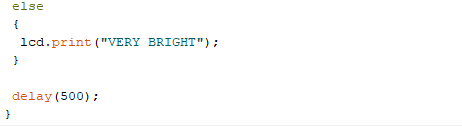 else
{
lcd.print("VERY BRIGHT");
}
delay(500);
}